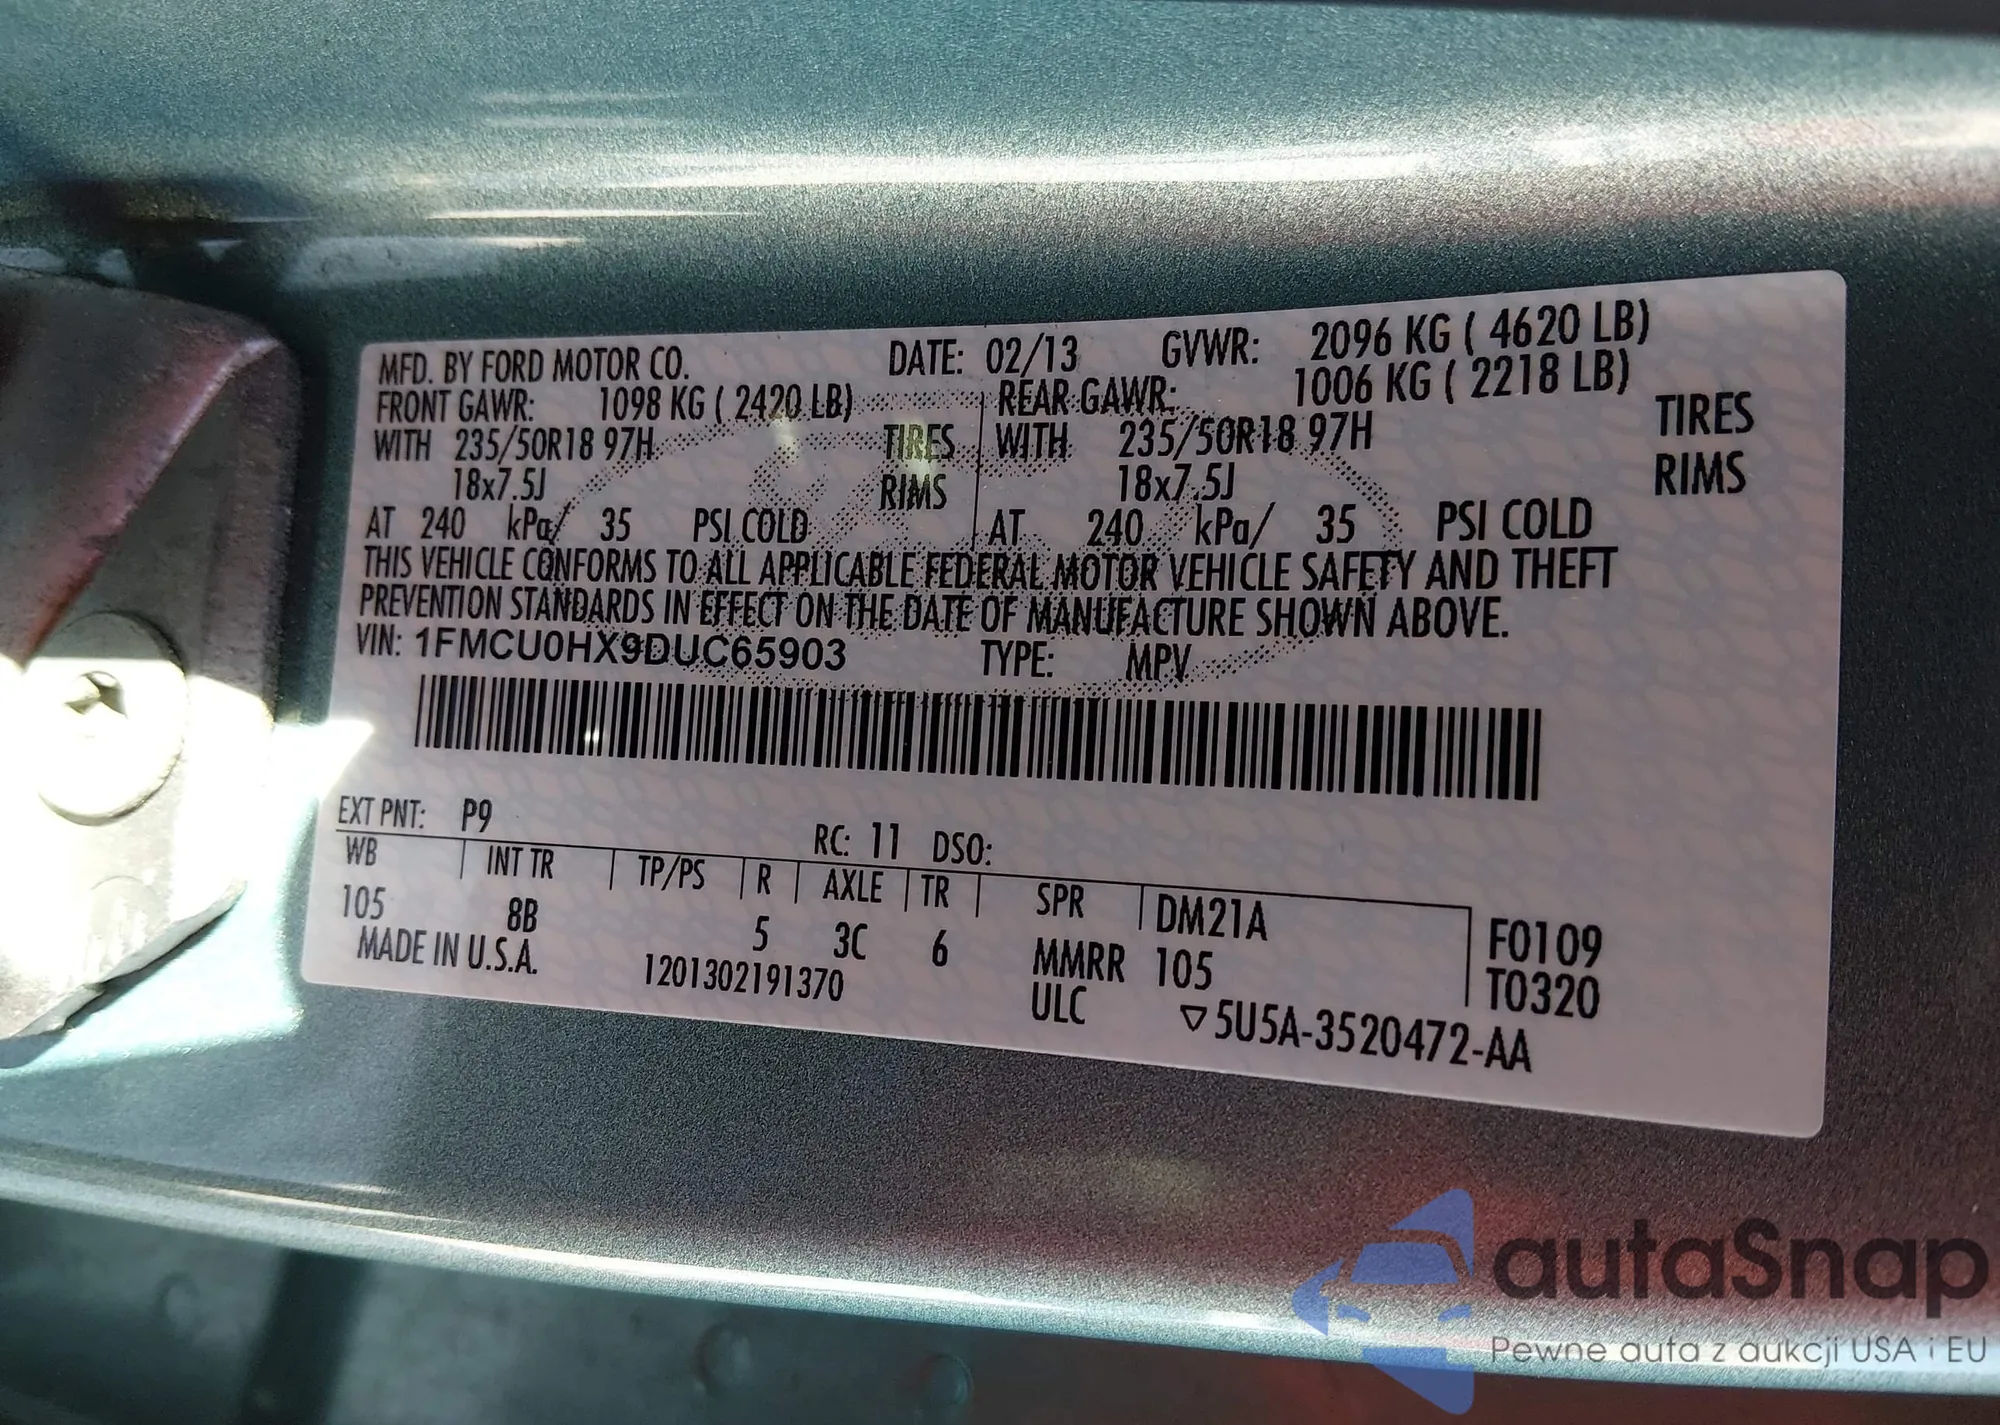 MFD. BY FORD MOTOR CO. DATE: 02/13 GVWR: 2096 KG ( 4620 LB)
FRONT GAWR: 1098 KG ( 2420 LB) REAR GAWR: 1006 KG ( 2218 LB)
WITH 235/50R18 97H TIRES WITH 235/50R18 97H TIRES
18x7.5J RIMS 18x7.5J RIMS
AT 240 kPa/ 35 PSI COLD AT 240 kPa/ 35 PSI COLD
THIS VEHICLE CONFORMS TO ALL APPLICABLE FEDERAL MOTOR VEHICLE SAFETY AND THEFT
PREVENTION STANDARDS IN EFFECT ON THE DATE OF MANUFACTURE SHOWN ABOVE.
VIN: 1FMCU0HX9DUC65903 TYPE: MPV
EXT PNT: P9 RC: 11 DSO:
WB INT TR TP/PS R AXLE TR SPR DM21A F0109
105 8B 5 3C 6 MMRR 105 T0320
MADE IN U.S.A. 1201302191370 ULC ▽5U5A-3520472-AA
autaSnap
Pewne auta z aukcji USA i EU